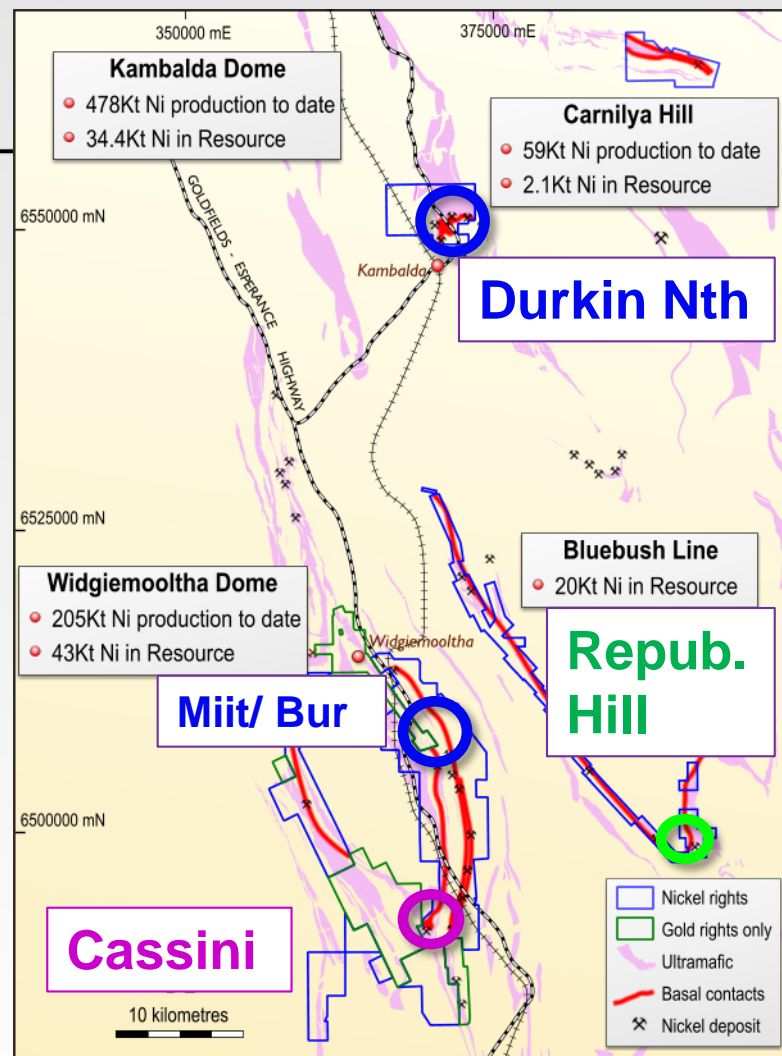 350000 mE
375000 mE
Kambalda Dome
478Kt Ni production to date
34.4Kt Ni in Resource
Carnilya Hill
59Kt Ni production to date
2.1Kt Ni in Resource
6550000 mN
GOLDFIELDS - ESPERANCE HIGHWAY
Kambalda
Durkin Nth
6525000 mN
Bluebush Line
20Kt Ni in Resource
Widgiemooltha Dome
205Kt Ni production to date
43Kt Ni in Resource
Widgiemooltha
Repub.
Hill
Miit/ Bur
6500000 mN
Cassini
10 kilometres
Nickel rights
Gold rights only
Ultramafic
Basal contacts
Nickel deposit